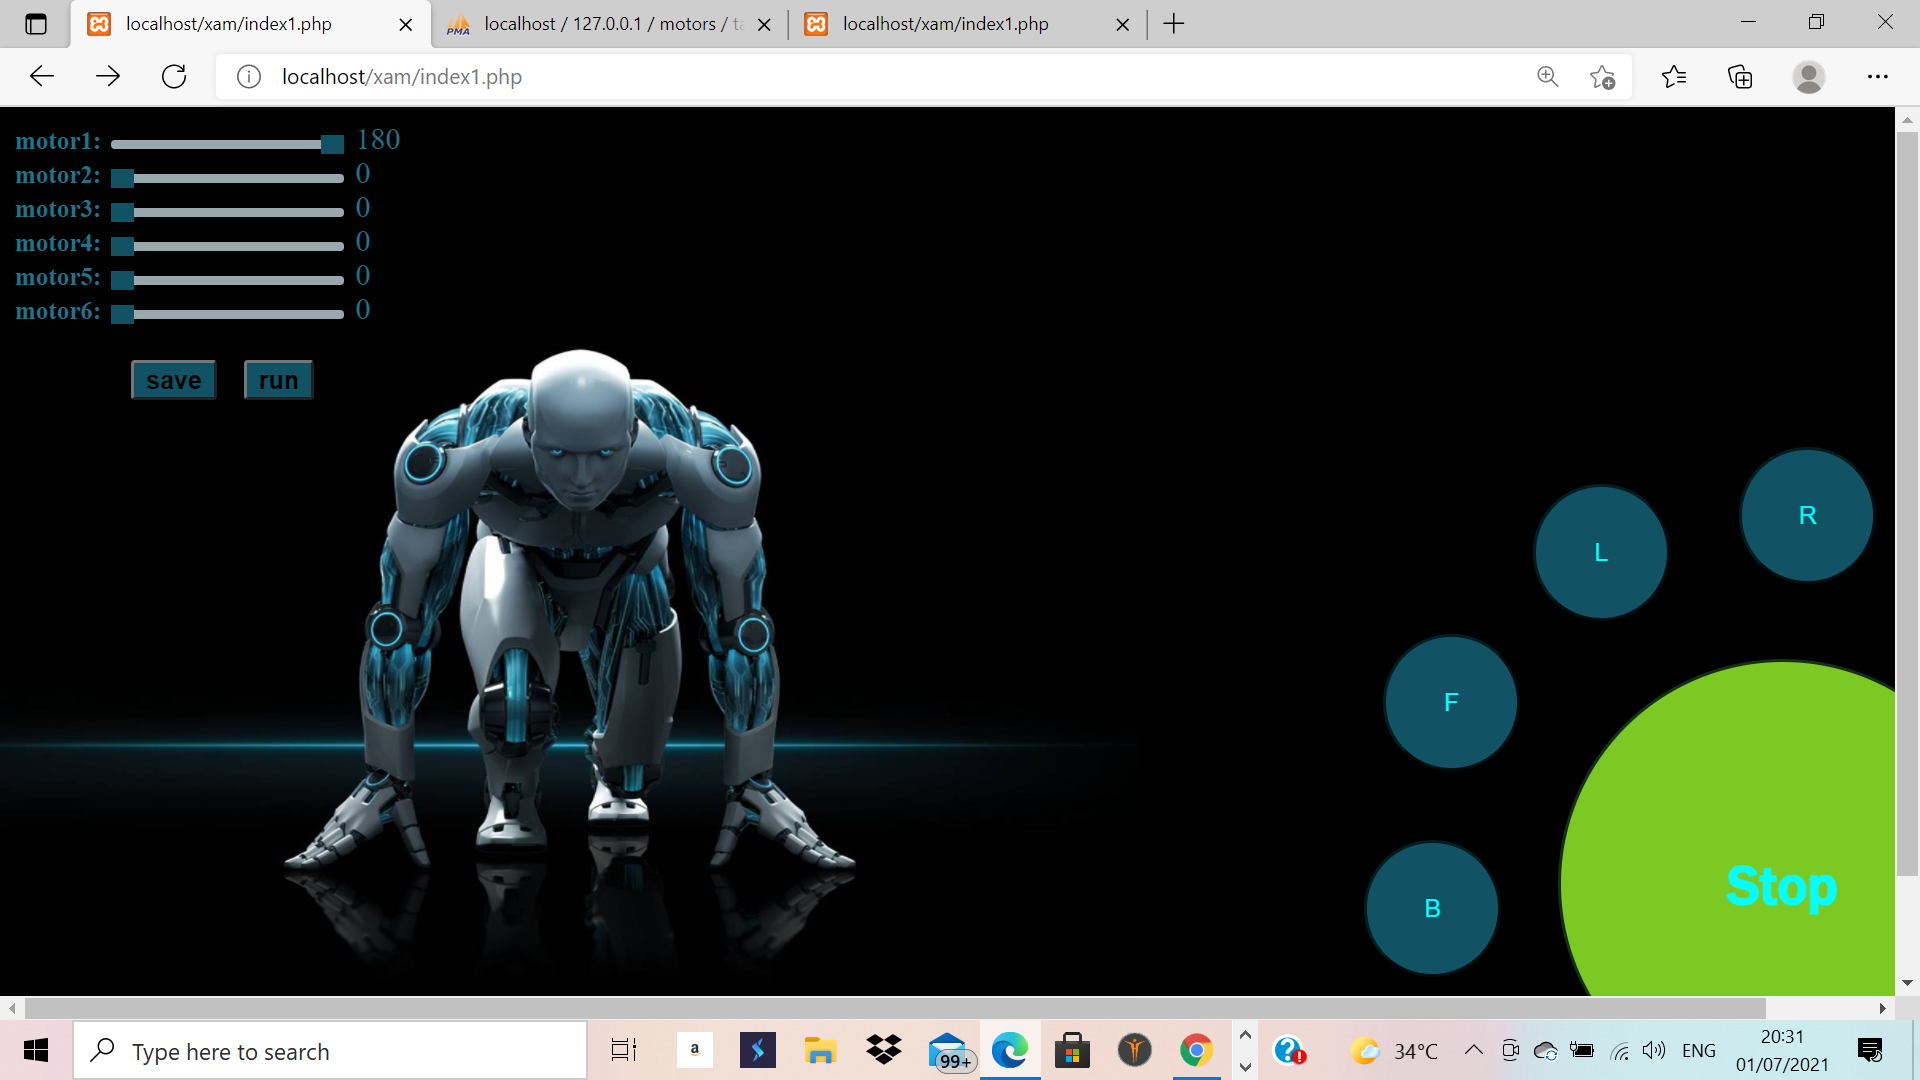 localhost/xam/index1.php
localhost / 127.0.0.1 / motors / ta
localhost/xam/index1.php
localhost/xam/index1.php
motor1: 180
motor2: 0
motor3: 0
motor4: 0
motor5: 0
motor6: 0
save run
R
L
F
B
Stop
Type here to search
a
99+
34°C
ENG
20:31
01/07/2021